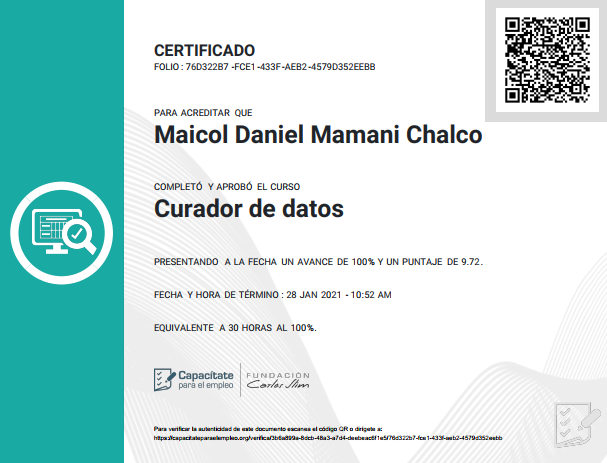 CERTIFICADO
FOLIO : 76D322B7 -FCE1 -433F-AEB2 -4579D352EEBB
PARA ACREDITAR QUE
Maicol Daniel Mamani Chalco
COMPLETÓ Y APROBÓ EL CURSO
Curador de datos
PRESENTANDO A LA FECHA UN AVANCE DE 100% Y UN PUNTAJE DE 9.72.
FECHA Y HORA DE TÉRMINO : 28 JAN 2021 - 10:52 AM
EQUIVALENTE A 30 HORAS AL 100%.
Capacítate
para el empleo
FUNDACIÓN
Carlos Slim
Para verificar la autenticidad de este documento escanea el código QR o dirígete a:
https://capacitateparaelempleo.org/verifica/3b6a899a-8dcb-48a3-a7d4-deebeac6f1e5f/76d322b7-fce1-433f-aeb2-4579d352eebb